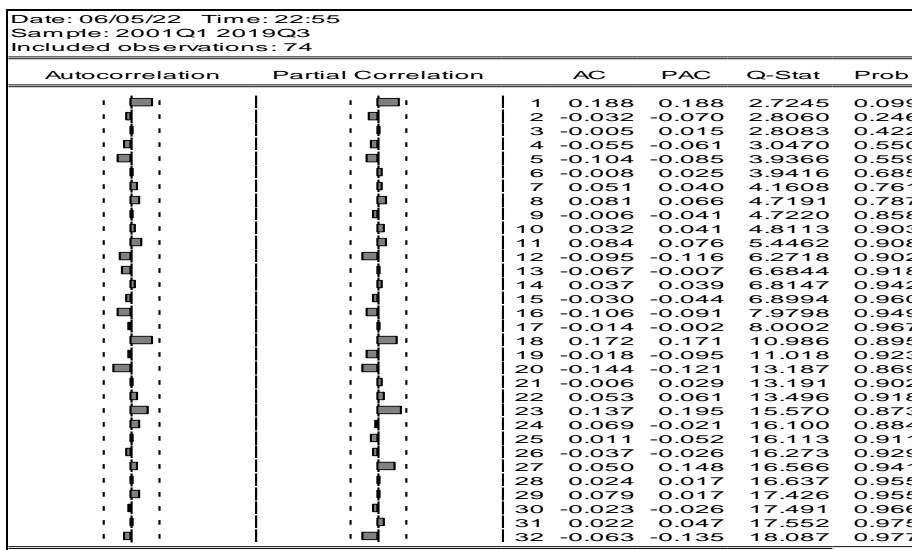 Date: 06/05/22 Time: 22:55
Sample: 2001Q1 2019Q3
Included observations: 74
Autocorrelation Partial Correlation AC PAC Q-Stat Prob
1 0.188 0.188 2.7245 0.099
2 -0.032 -0.070 2.8060 0.246
3 -0.005 0.015 2.8083 0.422
4 -0.055 -0.061 3.0470 0.550
5 -0.104 -0.085 3.9366 0.559
6 -0.008 0.025 3.9416 0.685
7 0.051 0.040 4.1608 0.761
8 0.081 0.066 4.7191 0.787
9 -0.006 -0.041 4.7220 0.858
10 0.032 0.041 4.8113 0.903
11 0.084 0.076 5.4462 0.908
12 -0.095 -0.116 6.2718 0.902
13 -0.067 -0.007 6.6844 0.918
14 0.037 0.039 6.8147 0.942
15 -0.030 -0.044 6.8994 0.960
16 -0.106 -0.091 7.9798 0.949
17 -0.014 -0.002 8.0002 0.967
18 0.172 0.171 10.986 0.895
19 -0.018 -0.095 11.018 0.923
20 -0.144 -0.121 13.187 0.869
21 -0.006 0.029 13.191 0.902
22 0.053 0.061 13.496 0.918
23 0.137 0.195 15.570 0.873
24 0.069 -0.021 16.100 0.884
25 0.011 -0.052 16.113 0.911
26 -0.037 -0.026 16.273 0.929
27 0.050 0.148 16.566 0.941
28 0.024 0.017 16.637 0.955
29 0.079 0.017 17.426 0.955
30 -0.023 -0.026 17.491 0.966
31 0.022 0.047 17.552 0.975
32 -0.063 -0.135 18.087 0.977